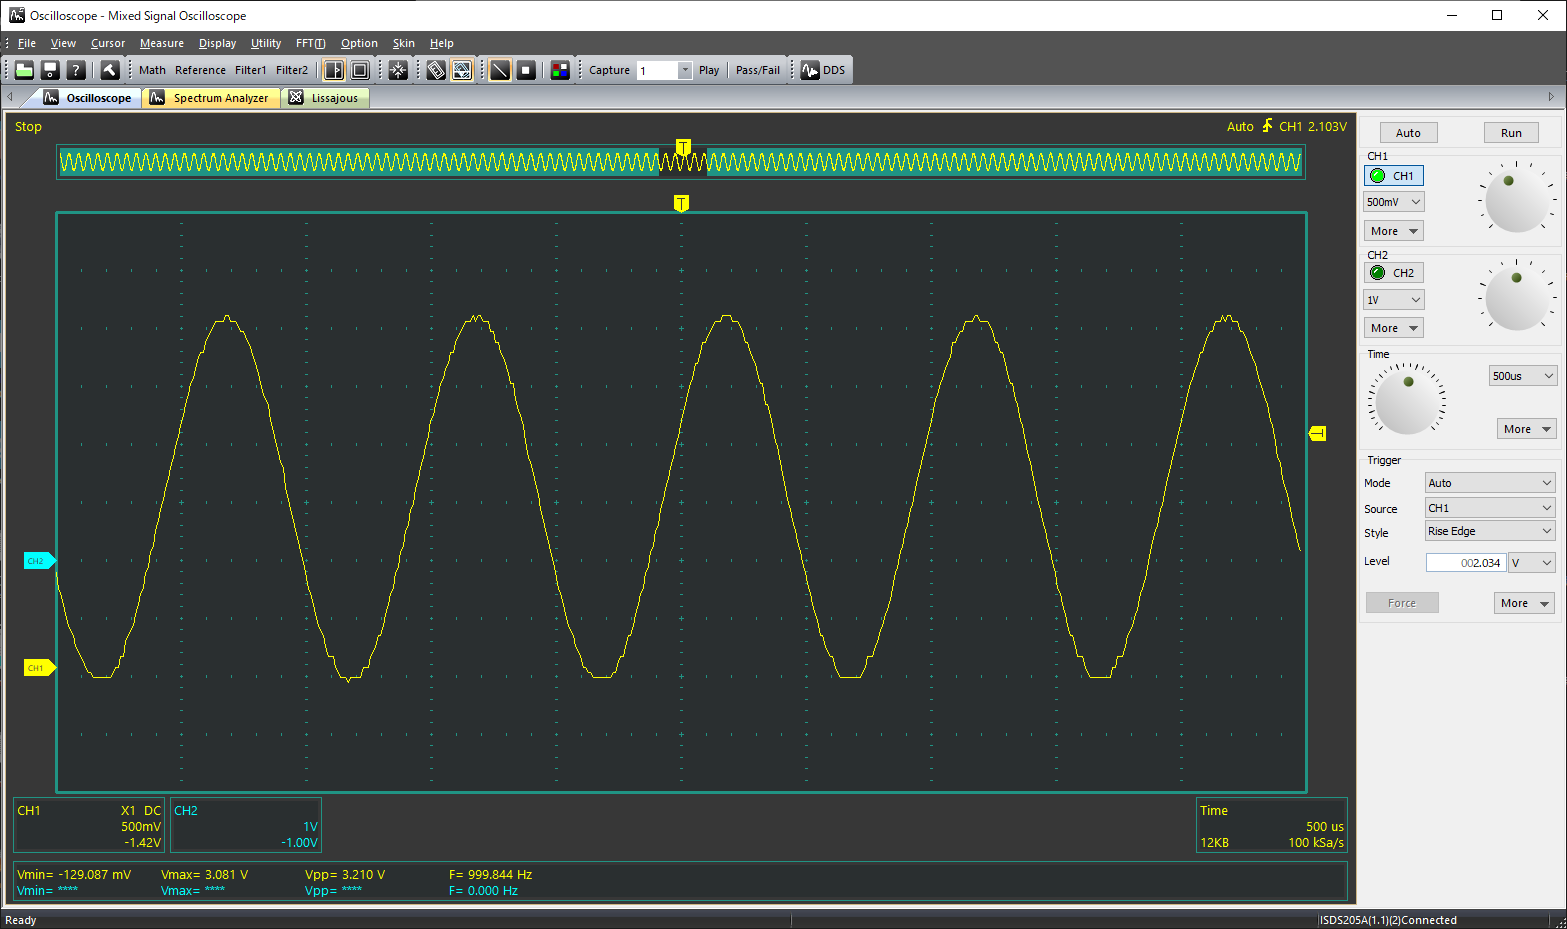 Oscilloscope - Mixed Signal Oscilloscope
File View Cursor Measure Display Utility FFT(T) Option Skin Help
? Math Reference Filter1 Filter2 Capture 1 Play Pass/Fail DDS
Oscilloscope Spectrum Analyzer Lissajous
Stop
Auto CH1 2.103V
T
T
CH2
CH1
CH1 X1 DC
500mV
-1.42V
CH2
1V
-1.00V
Time
500 us
12KB 100 kSa/s
Vmin= -129.087 mV Vmax= 3.081 V Vpp= 3.210 V F= 999.844 Hz
Vmin= **** Vmax= **** Vpp= **** F= 0.000 Hz
Auto Run
CH1
CH1
500mV
More
CH2
CH2
1V
More
Time
500us
More
Trigger
Mode Auto
Source CH1
Style Rise Edge
Level 002.034 V
Force More
Ready
ISDS205A(1.1)(2)Connected